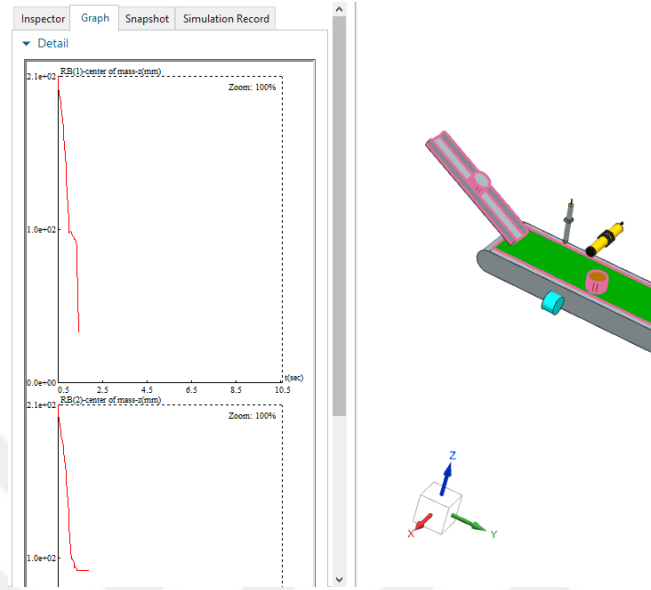 Inspector Graph Snapshot Simulation Record
Detail
RB(1)-center of mass-z(mm)
2.1e+02
Zoom: 100%
1.0e+02
0.0e+00
0.5 2.5 4.5 6.5 8.5 10.5
s(sec)
RB(2)-center of mass-z(mm)
2.1e+02
Zoom: 100%
1.0e+02
Z
X
Y